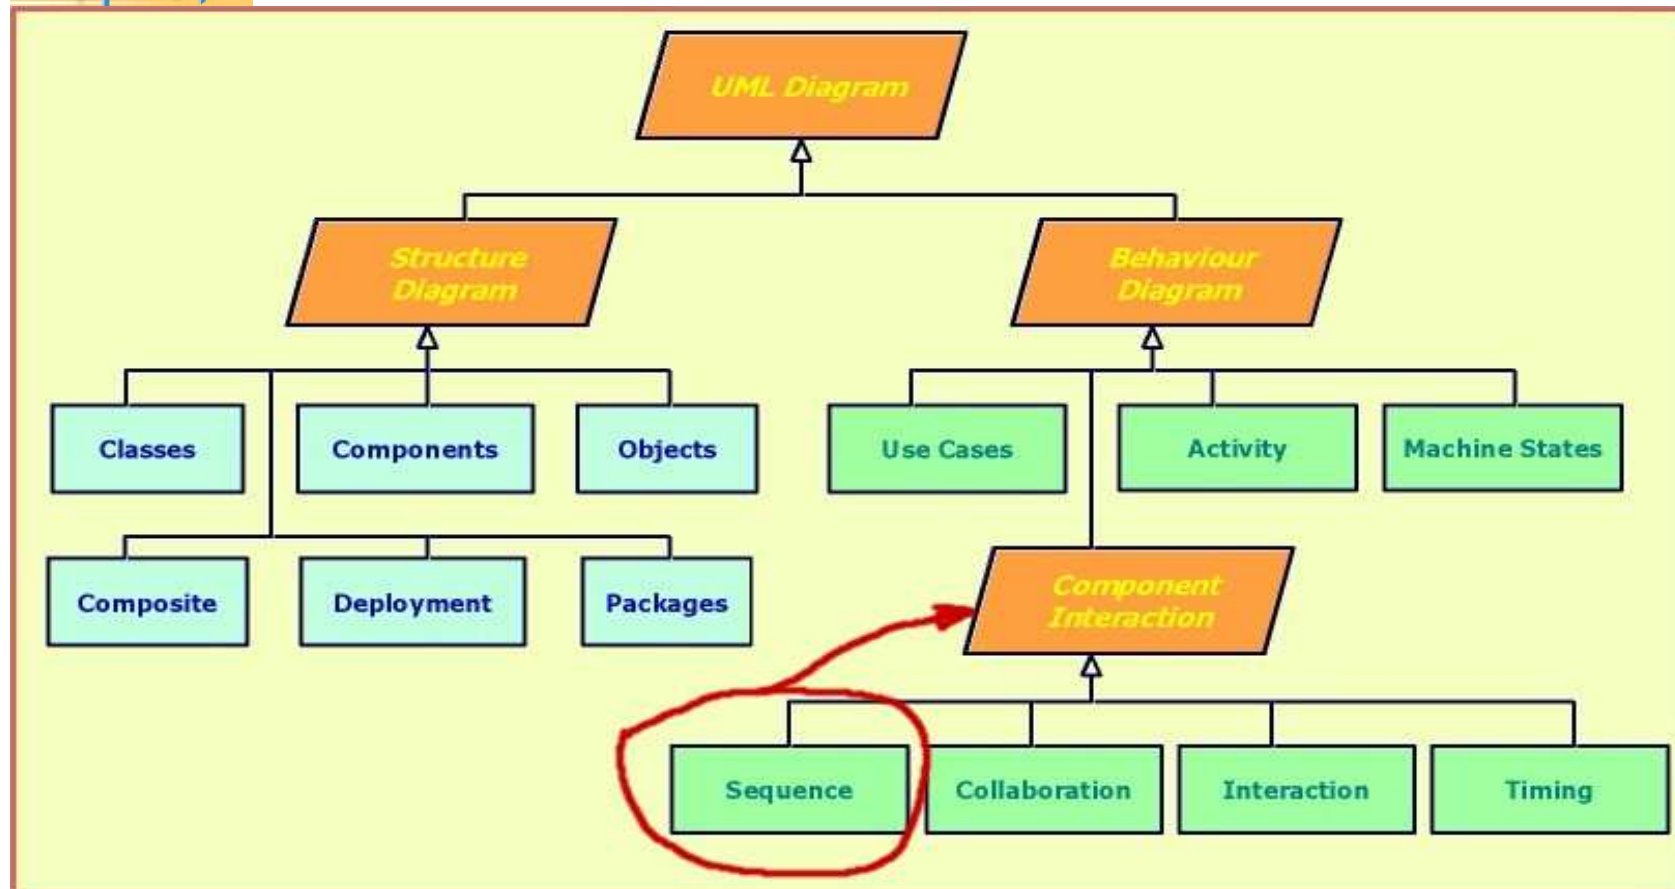 UML Diagram
Structure
Diagram
Behaviour
Diagram
Classes
Components
Objects
Use Cases
Activity
Machine States
Composite
Deployment
Packages
Component
Interaction
Sequence
Collaboration
Interaction
Timing